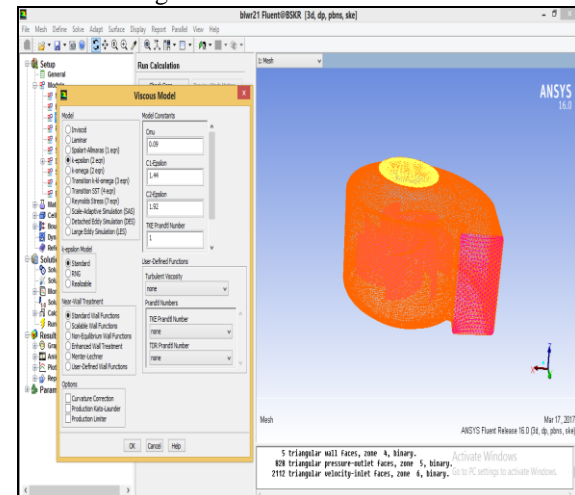 blwr21 Fluent@BSKR [3d, dp, pbns, ske]
File Mesh Define Solve Adapt Surface Display Report Parallel View Help
Setup
General
Models
Run Calculation
1: Mesh
ANSYS
16.0
Viscous Model
Model
Inviscid
Laminar
Spalart-Allmaras (1 eqn)
k-epsilon (2 eqn)
k-omega (2 eqn)
Transition k-kl-omega (3 eqn)
Transition SST (4 eqn)
Reynolds Stress (7 eqn)
Scale-Adaptive Simulation (SAS)
Detached Eddy Simulation (DES)
Large Eddy Simulation (LES)
k-epsilon Model
Standard
RNG
Realizable
Near-Wall Treatment
Standard Wall Functions
Scalable Wall Functions
Non-Equilibrium Wall Functions
Enhanced Wall Treatment
Menter-Lechner
User-Defined Wall Functions
Options
Curvature Correction
Production Kato-Launder
Production Limiter
Model Constants
Cmu
0.09
C1-Epsilon
1.44
C2-Epsilon
1.92
TKE Prandtl Number
1
User-Defined Functions
Turbulent Viscosity
none
Prandtl Numbers
TKE Prandtl Number
none
TDR Prandtl Number
none
OK Cancel Help
Mesh
Mar 17, 2017
ANSYS Fluent Release 16.0 (3d, dp, pbns, ske)
5 triangular wall faces, zone 4, binary.
828 triangular pressure-outlet faces, zone 5, binary.
2112 triangular velocity-inlet faces, zone 6, binary.
Activate Windows
Go to PC settings to activate Windows.